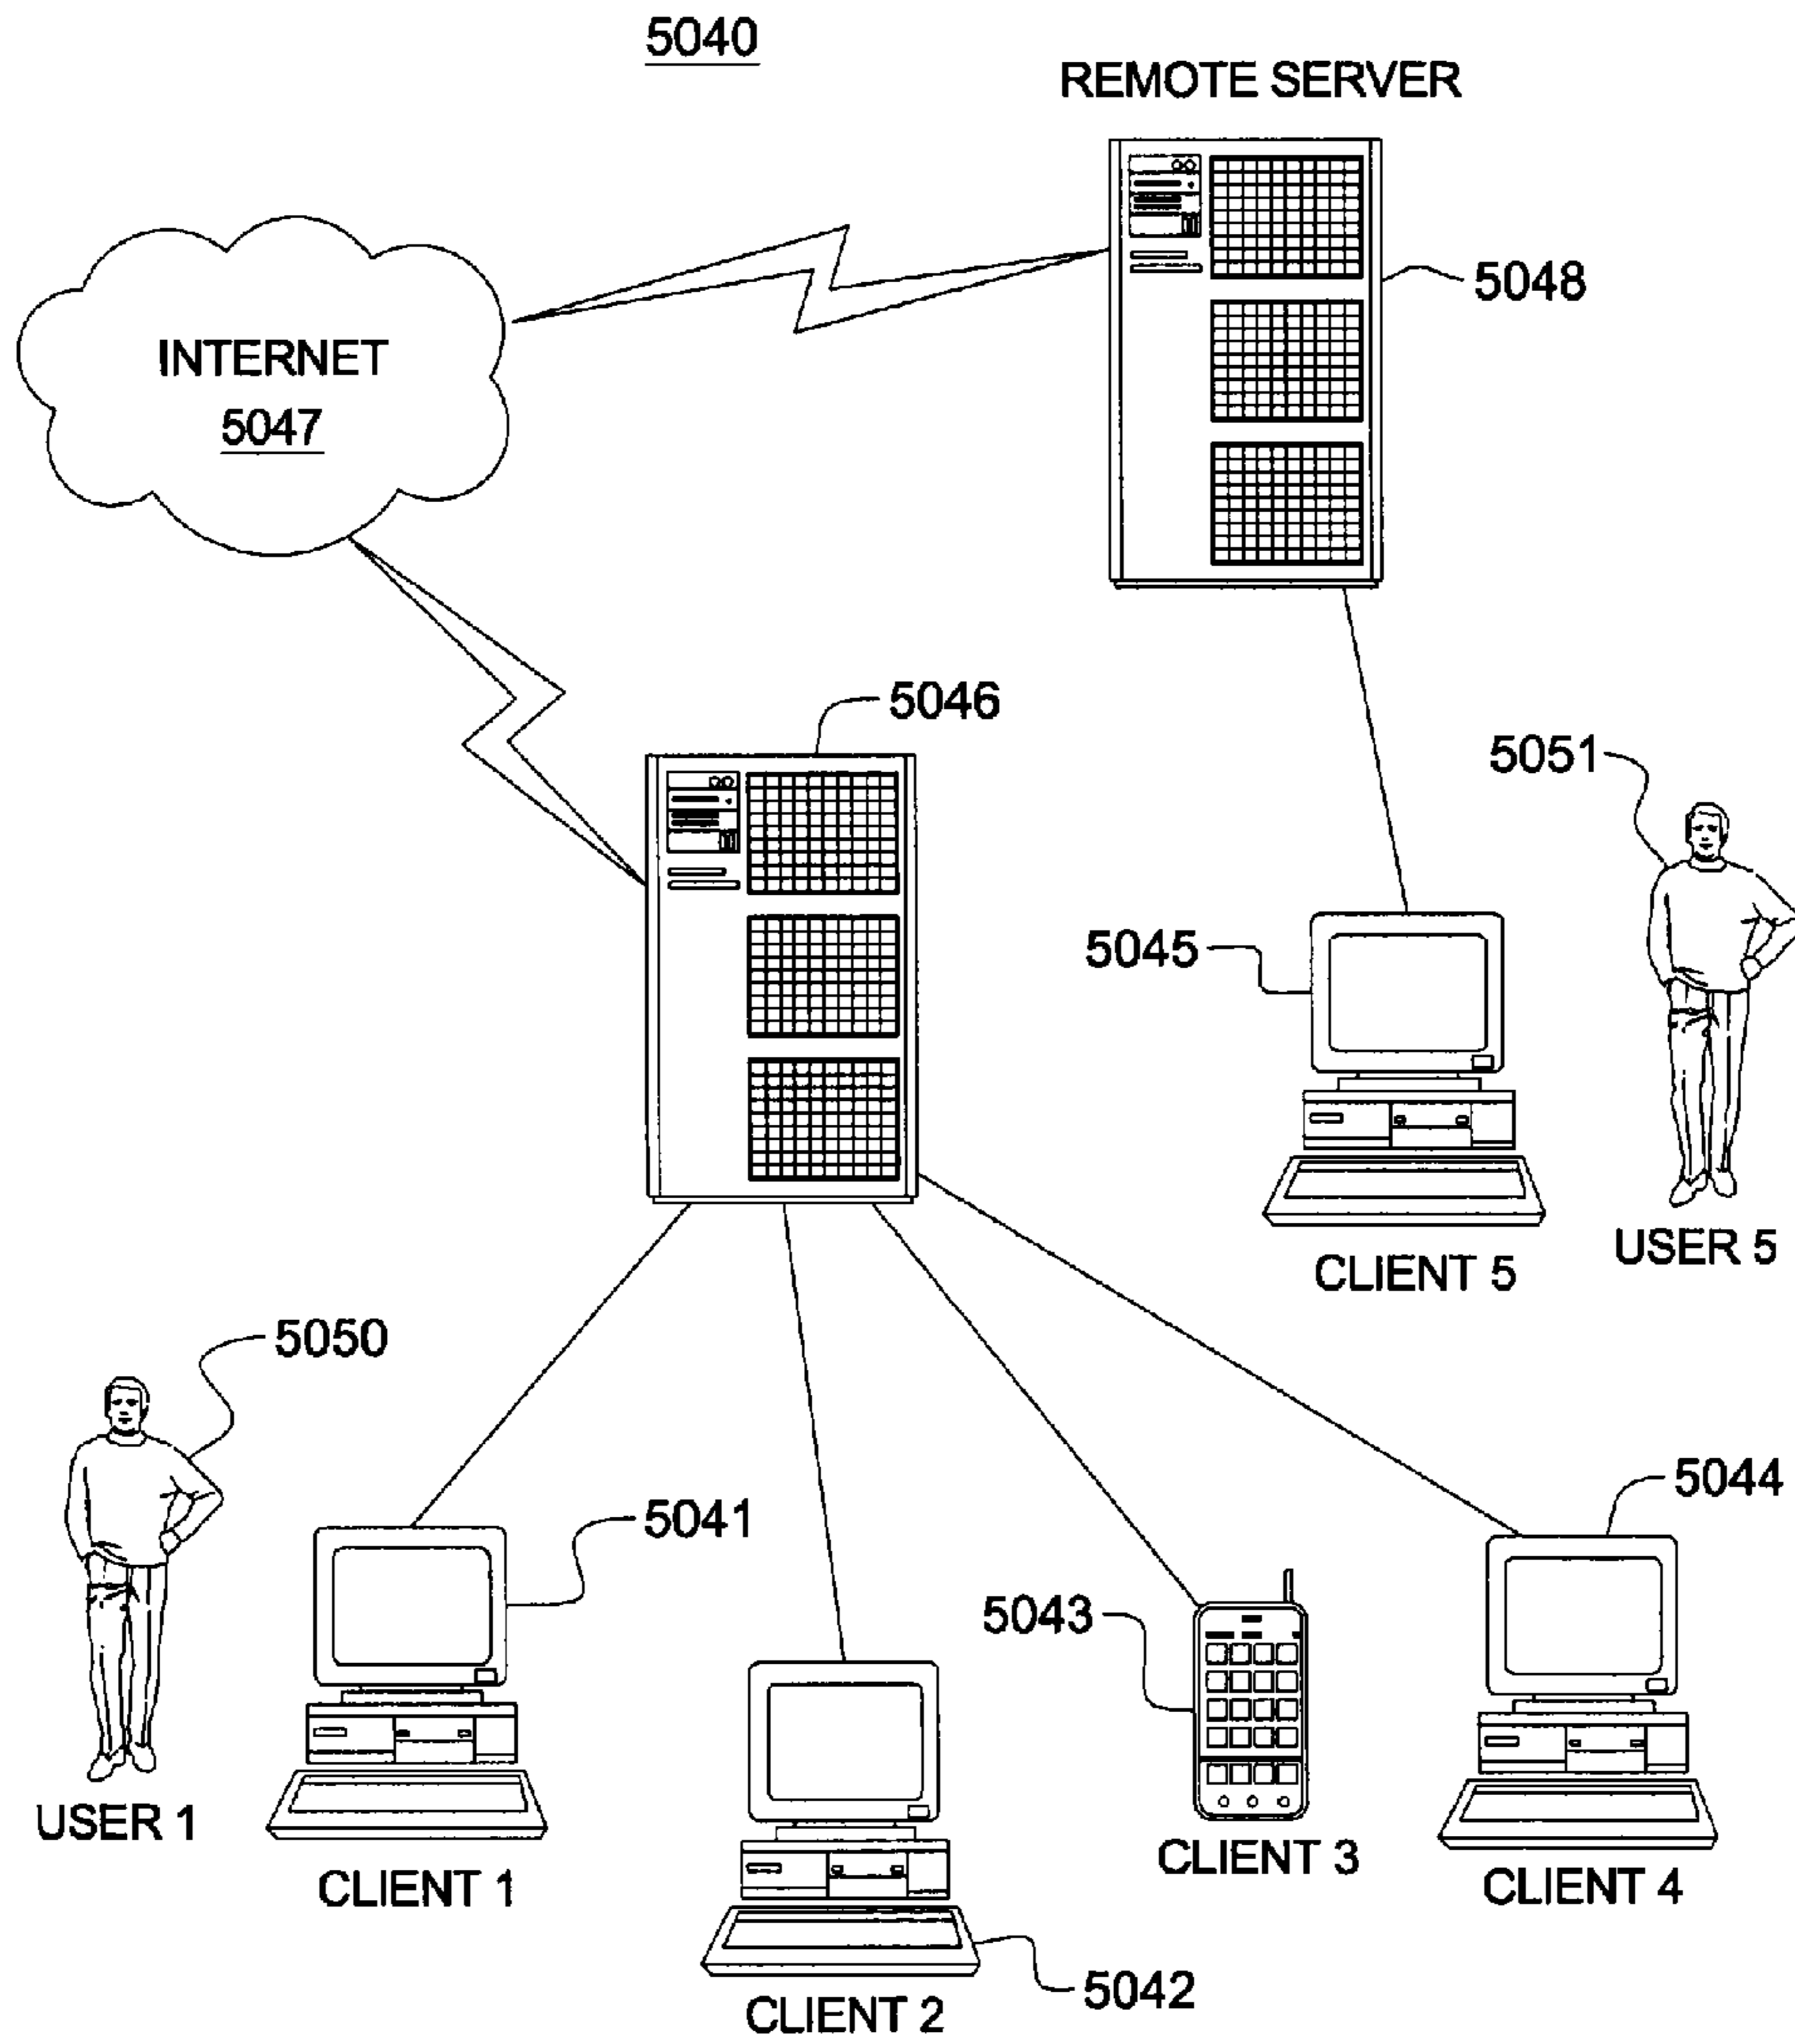 5040
REMOTE SERVER
5048
INTERNET
5047
5046
5051
5045
USER 5
CLIENT 5
5050
5044
5041
5043
USER 1
CLIENT 3
CLIENT 1
CLIENT 4
5042
CLIENT 2